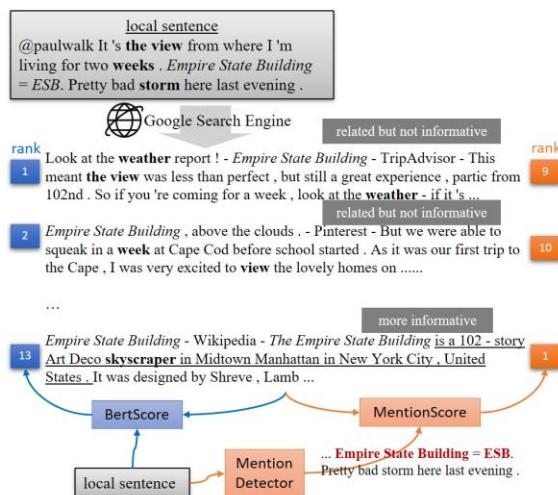 local sentence
@paulwalk It 's the view from where I 'm
living for two weeks . Empire State Building
= ESB. Pretty bad storm here last evening .
Google Search Engine
related but not informative
rank
rank
1
Look at the weather report ! - Empire State Building - TripAdvisor - This
meant the view was less than perfect , but still a great experience , partic from
102nd . So if you 're coming for a week , look at the weather - if it 's ...
9
related but not informative
2
Empire State Building , above the clouds . - Pinterest - But we were able to
squeak in a week at Cape Cod before school started . As it was our first trip to
the Cape , I was very excited to view the lovely homes on ......
10
...
more informative
13
Empire State Building - Wikipedia - The Empire State Building is a 102 - story
Art Deco skyscraper in Midtown Manhattan in New York City , United
States . It was designed by Shreve , Lamb ...
1
BertScore
MentionScore
local sentence
Mention
Detector
... Empire State Building = ESB.
Pretty bad storm here last evening .